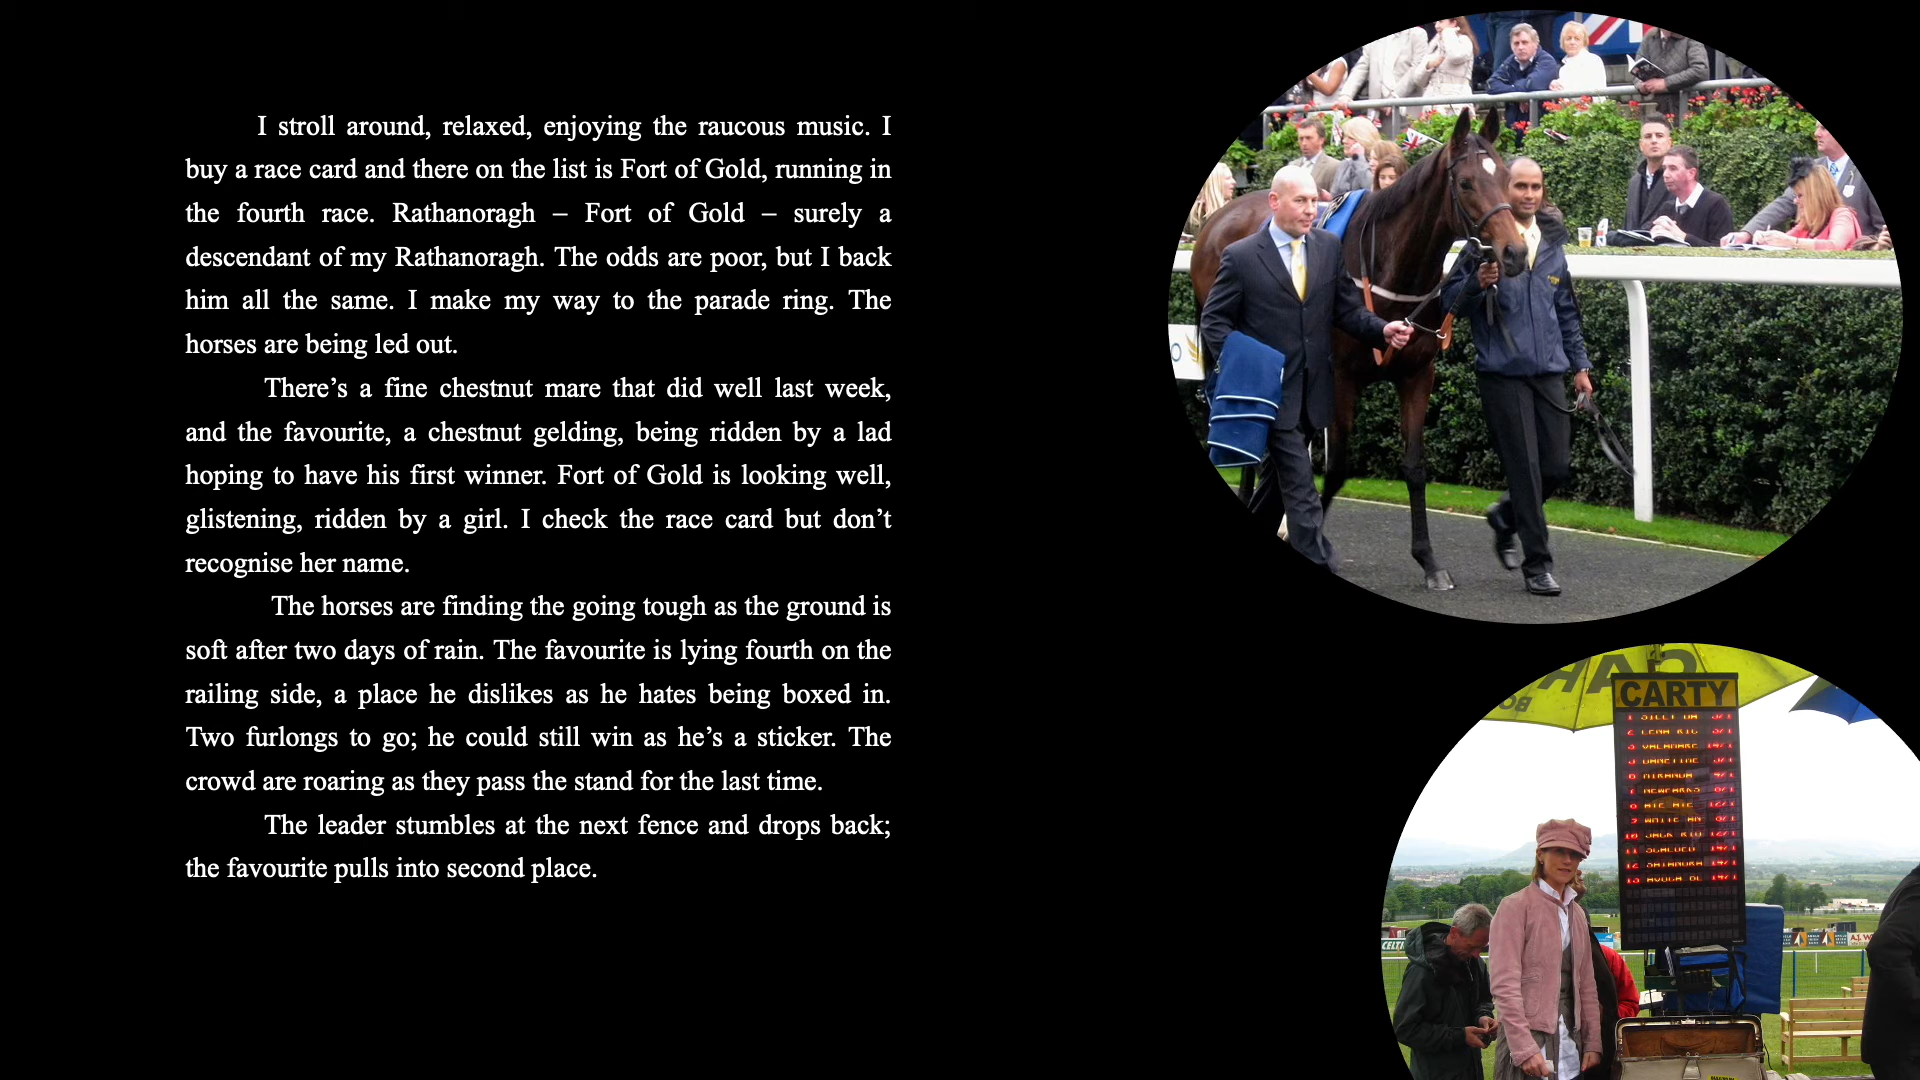 I stroll around, relaxed, enjoying the raucous music. I
buy a race card and there on the list is Fort of Gold, running in
the fourth race. Rathanoragh – Fort of Gold – surely a
descendant of my Rathanoragh. The odds are poor, but I back
him all the same. I make my way to the parade ring. The
horses are being led out.
There’s a fine chestnut mare that did well last week,
and the favourite, a chestnut gelding, being ridden by a lad
hoping to have his first winner. Fort of Gold is looking well,
glistening, ridden by a girl. I check the race card but don’t
recognise her name.
The horses are finding the going tough as the ground is
soft after two days of rain. The favourite is lying fourth on the
railing side, a place he dislikes as he hates being boxed in.
Two furlongs to go; he could still win as he’s a sticker. The
crowd are roaring as they pass the stand for the last time.
The leader stumbles at the next fence and drops back;
the favourite pulls into second place.
CARTY